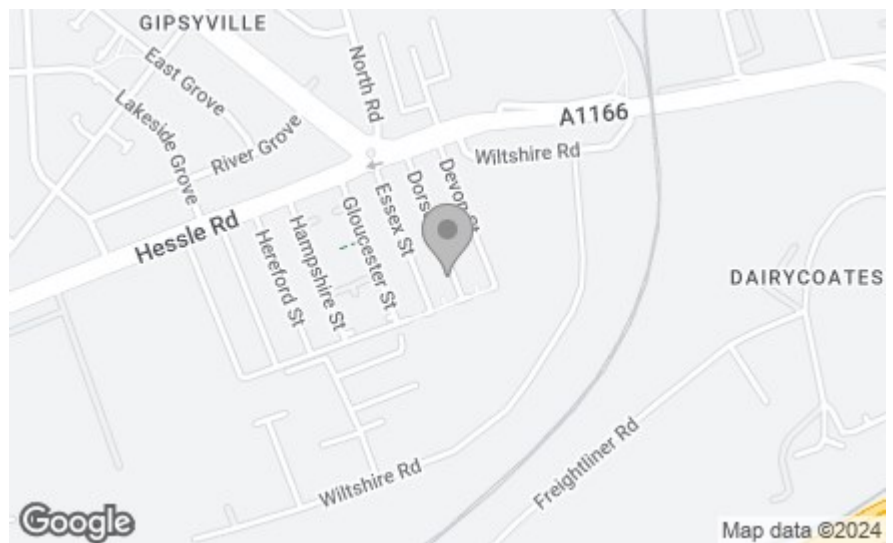 GIPSYVILLE
East Grove
North Rd
A1166
Lakeside Grove
River Grove
Wiltshire Rd
Devon St
Essex St
Gloucester St
Hessle Rd
Hampshire St
Hereford St
DAIRYCOATES
Freightliner Rd
Wiltshire Rd
Google
Map data ©2024